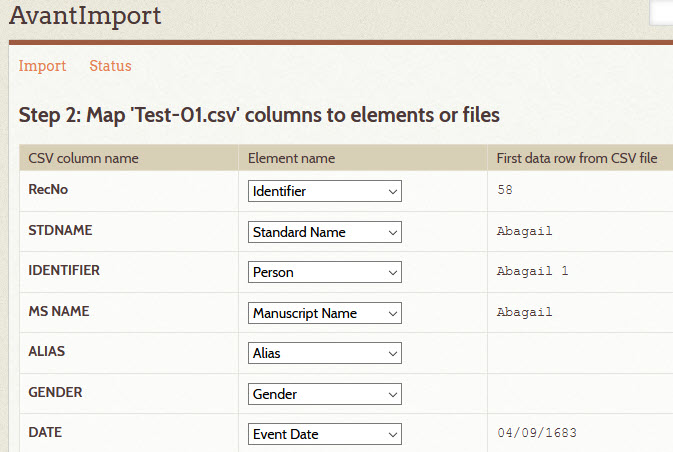 AvantImport
Import Status
Step 2: Map 'Test-01.csv' columns to elements or files
CSV column name Element name First data row from CSV file
RecNo Identifier 58
STDNAME Standard Name Abagail
IDENTIFIER Person Abagail 1
MS NAME Manuscript Name Abagail
ALIAS Alias
GENDER Gender
DATE Event Date 04/09/1683